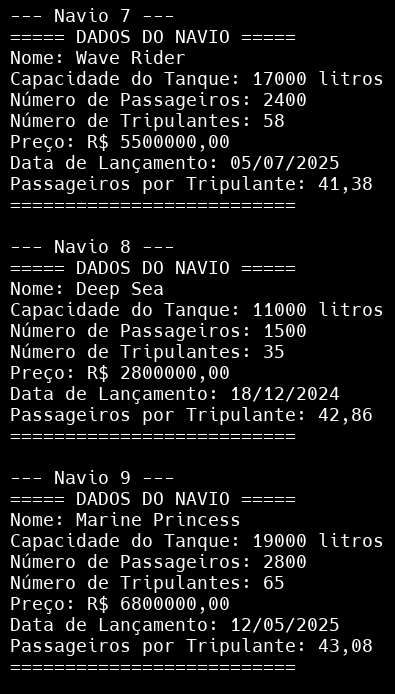 --- Navio 7 ---
===== DADOS DO NAVIO =====
Nome: Wave Rider
Capacidade do Tanque: 17000 litros
Número de Passageiros: 2400
Número de Tripulantes: 58
Preço: R$ 5500000,00
Data de Lançamento: 05/07/2025
Passageiros por Tripulante: 41,38
==========================
--- Navio 8 ---
===== DADOS DO NAVIO =====
Nome: Deep Sea
Capacidade do Tanque: 11000 litros
Número de Passageiros: 1500
Número de Tripulantes: 35
Preço: R$ 2800000,00
Data de Lançamento: 18/12/2024
Passageiros por Tripulante: 42,86
==========================
--- Navio 9 ---
===== DADOS DO NAVIO =====
Nome: Marine Princess
Capacidade do Tanque: 19000 litros
Número de Passageiros: 2800
Número de Tripulantes: 65
Preço: R$ 6800000,00
Data de Lançamento: 12/05/2025
Passageiros por Tripulante: 43,08
==========================